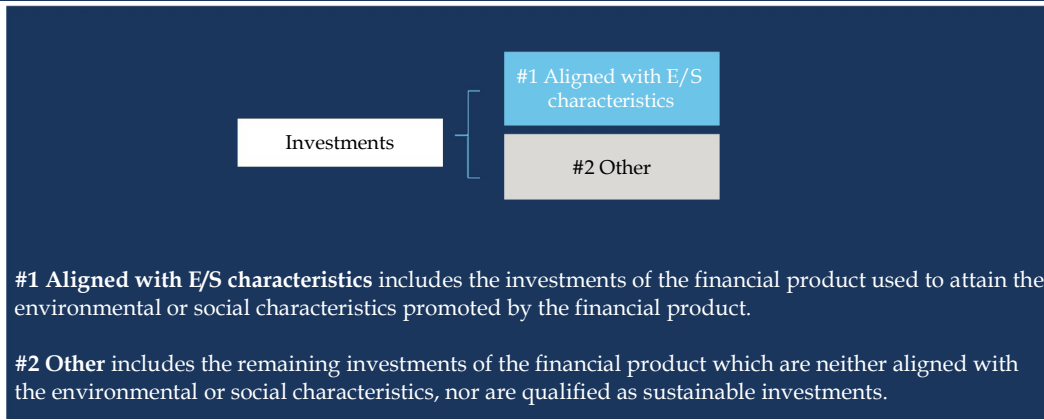 #1 Aligned with E/S
characteristics
Investments
#2 Other
#1 Aligned with E/S characteristics includes the investments of the financial product used to attain the
environmental or social characteristics promoted by the financial product.
#2 Other includes the remaining investments of the financial product which are neither aligned with
the environmental or social characteristics, nor are qualified as sustainable investments.